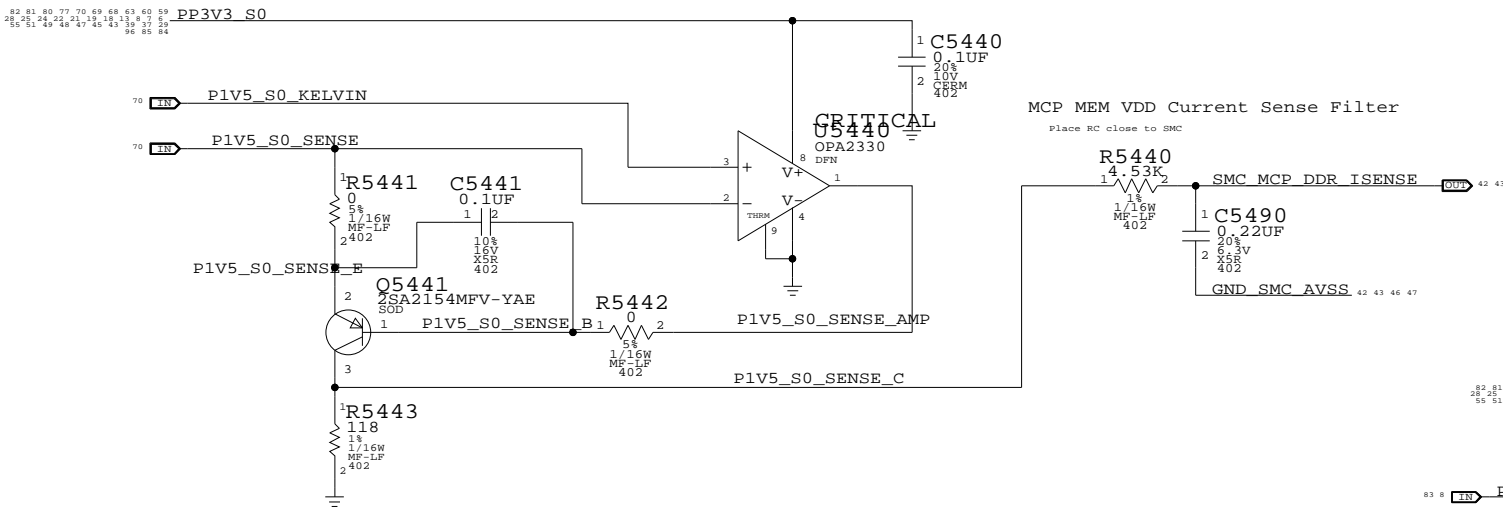 82 81 80 77 70 69 68 63 60 59
28 25 24 22 21 19 18 13 8 7 6
55 51 49 48 47 45 43 39 37 29
96 85 84
PP3V3_S0
1 C5440
0.1UF
20%
10V
2 CERM
402
70 IN P1V5_S0_KELVIN
MCP MEM VDD Current Sense Filter
Place RC close to SMC
CRITICAL
U5440
OPA2330
DFN
70 IN P1V5_S0_SENSE
8
3 + V+ 1
2 - V-
THRM
9 4
R5440
4.53K
1 2
1%
1/16W
MF-LF
402
SMC_MCP_DDR_ISENSE OUT 42 43
1 C5490
0.22UF
20%
6.3V
2 X5R
402
GND_SMC_AVSS 42 43 46 47
1 R5441
0
5%
1/16W
MF-LF
2 402
C5441
0.1UF
1 2
10%
16V
X5R
402
P1V5_S0_SENSE_E
Q5441
2SA2154MFV-YAE
SOD
2
1
3
P1V5_S0_SENSE_B
R5442
0
1 2
5%
1/16W
MF-LF
402
P1V5_S0_SENSE_AMP
P1V5_S0_SENSE_C
1 R5443
118
1%
1/16W
MF-LF
2 402
82 81
28 25
55 51
83 8 IN